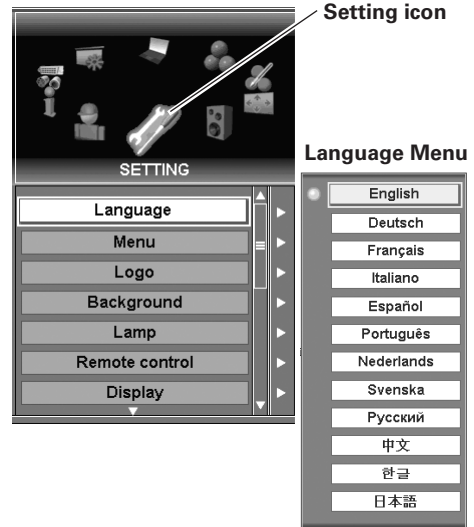 Setting icon
SETTING
Language
Menu
Logo
Background
Lamp
Remote control
Display
Language Menu
English
Deutsch
Français
Italiano
Español
Português
Nederlands
Svenska
Русский
中文
한글
日本語